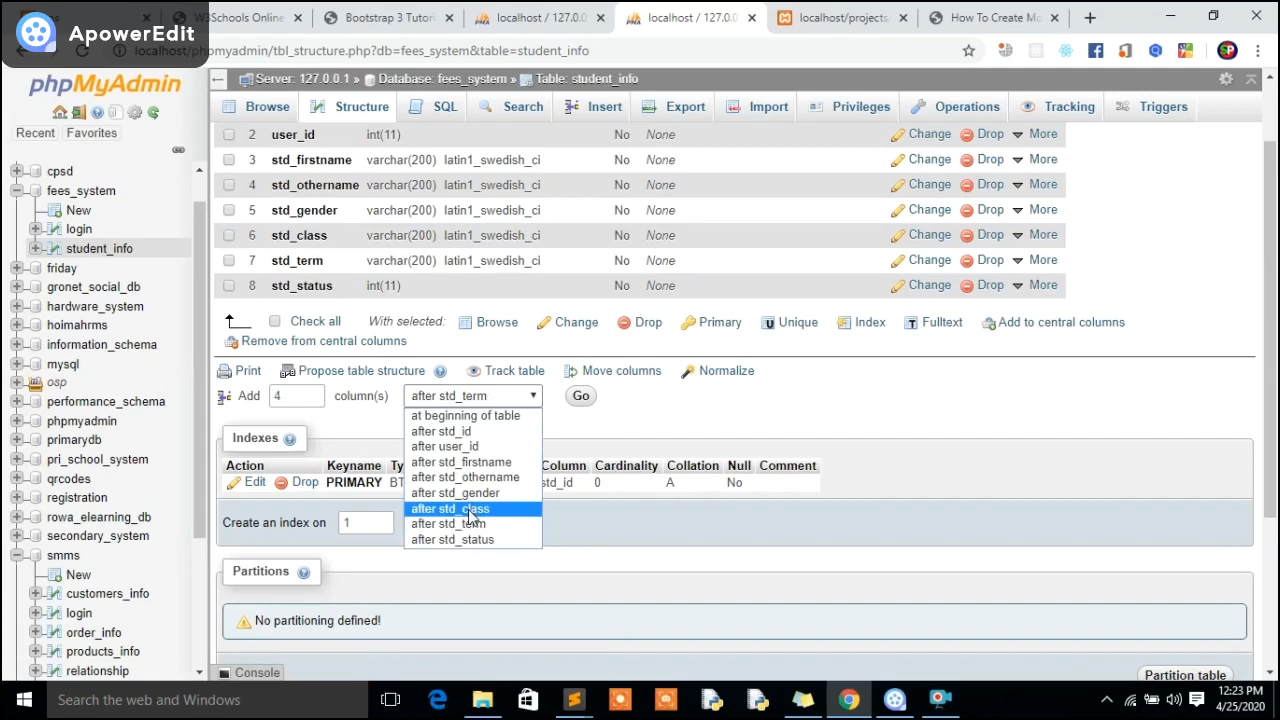 W3Schools Online
Bootstrap 3 Tutori
localhost / 127.0.0
localhost / 127.0.0
localhost/projects
How To Create M
ApowerEdit
localhost/phpmyadmin/tbl_structure.php?db=fees_system&table=student_info
SP
phpMyAdmin
Recent
Favorites
cpsd
fees_system
New
login
student_info
friday
gronet_social_db
hardware_system
hoimahrms
information_schema
mysql
osp
performance_schema
phpmyadmin
primarydb
pri_school_system
qrcodes
registration
rowa_elearning_db
secondary_system
smms
New
customers_info
login
order_info
products_info
relationship
Server: 127.0.0.1 » Database: fees_system » Table: student_info
Browse Structure SQL Search Insert Export Import Privileges Operations Tracking Triggers
2 user_id int(11) No None Change Drop More
3 std_firstname varchar(200) latin1_swedish_ci No None Change Drop More
4 std_othername varchar(200) latin1_swedish_ci No None Change Drop More
5 std_gender varchar(200) latin1_swedish_ci No None Change Drop More
6 std_class varchar(200) latin1_swedish_ci No None Change Drop More
7 std_term varchar(200) latin1_swedish_ci No None Change Drop More
8 std_status int(11) No None Change Drop More
Check all With selected: Browse Change Drop Primary Unique Index Fulltext Add to central columns
Remove from central columns
Print Propose table structure Track table Move columns Normalize
Add 4 column(s) after std_term Go
at beginning of table
after std_id
after user_id
after std_firstname
after std_othername
after std_gender
after std_class
after std_term
after std_status
Indexes
Action Keyname Column Cardinality Collation Null Comment
Edit Drop PRIMARY std_id 0 A No
Create an index on 1
Partitions
No partitioning defined!
Console
Partition table
Search the web and Windows
12:23 PM
4/25/2020